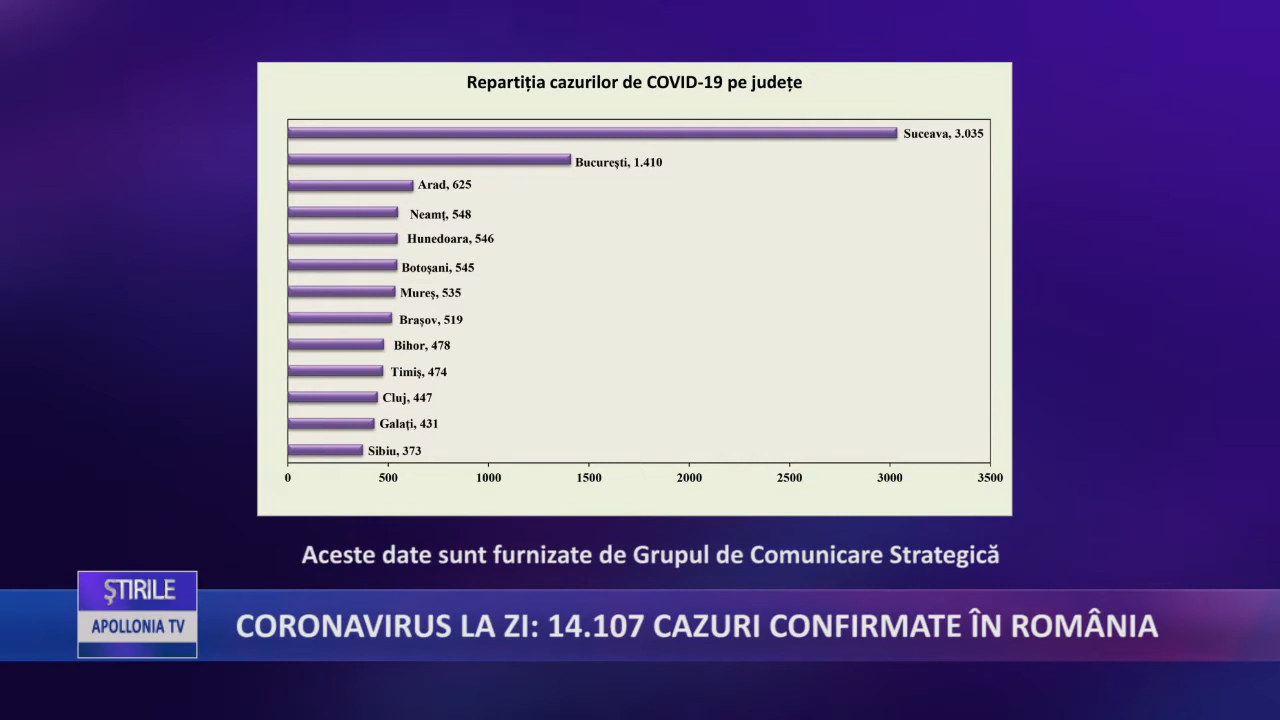 Repartiția cazurilor de COVID-19 pe județe
Suceava, 3.035
București, 1.410
Arad, 625
Neamț, 548
Hunedoara, 546
Botoșani, 545
Mureș, 535
Brașov, 519
Bihor, 478
Timiș, 474
Cluj, 447
Galați, 431
Sibiu, 373
0 500 1000 1500 2000 2500 3000 3500
Aceste date sunt furnizate de Grupul de Comunicare Strategică
ȘTIRILE
APOLLONIA TV
CORONAVIRUS LA ZI: 14.107 CAZURI CONFIRMATE ÎN ROMÂNIA